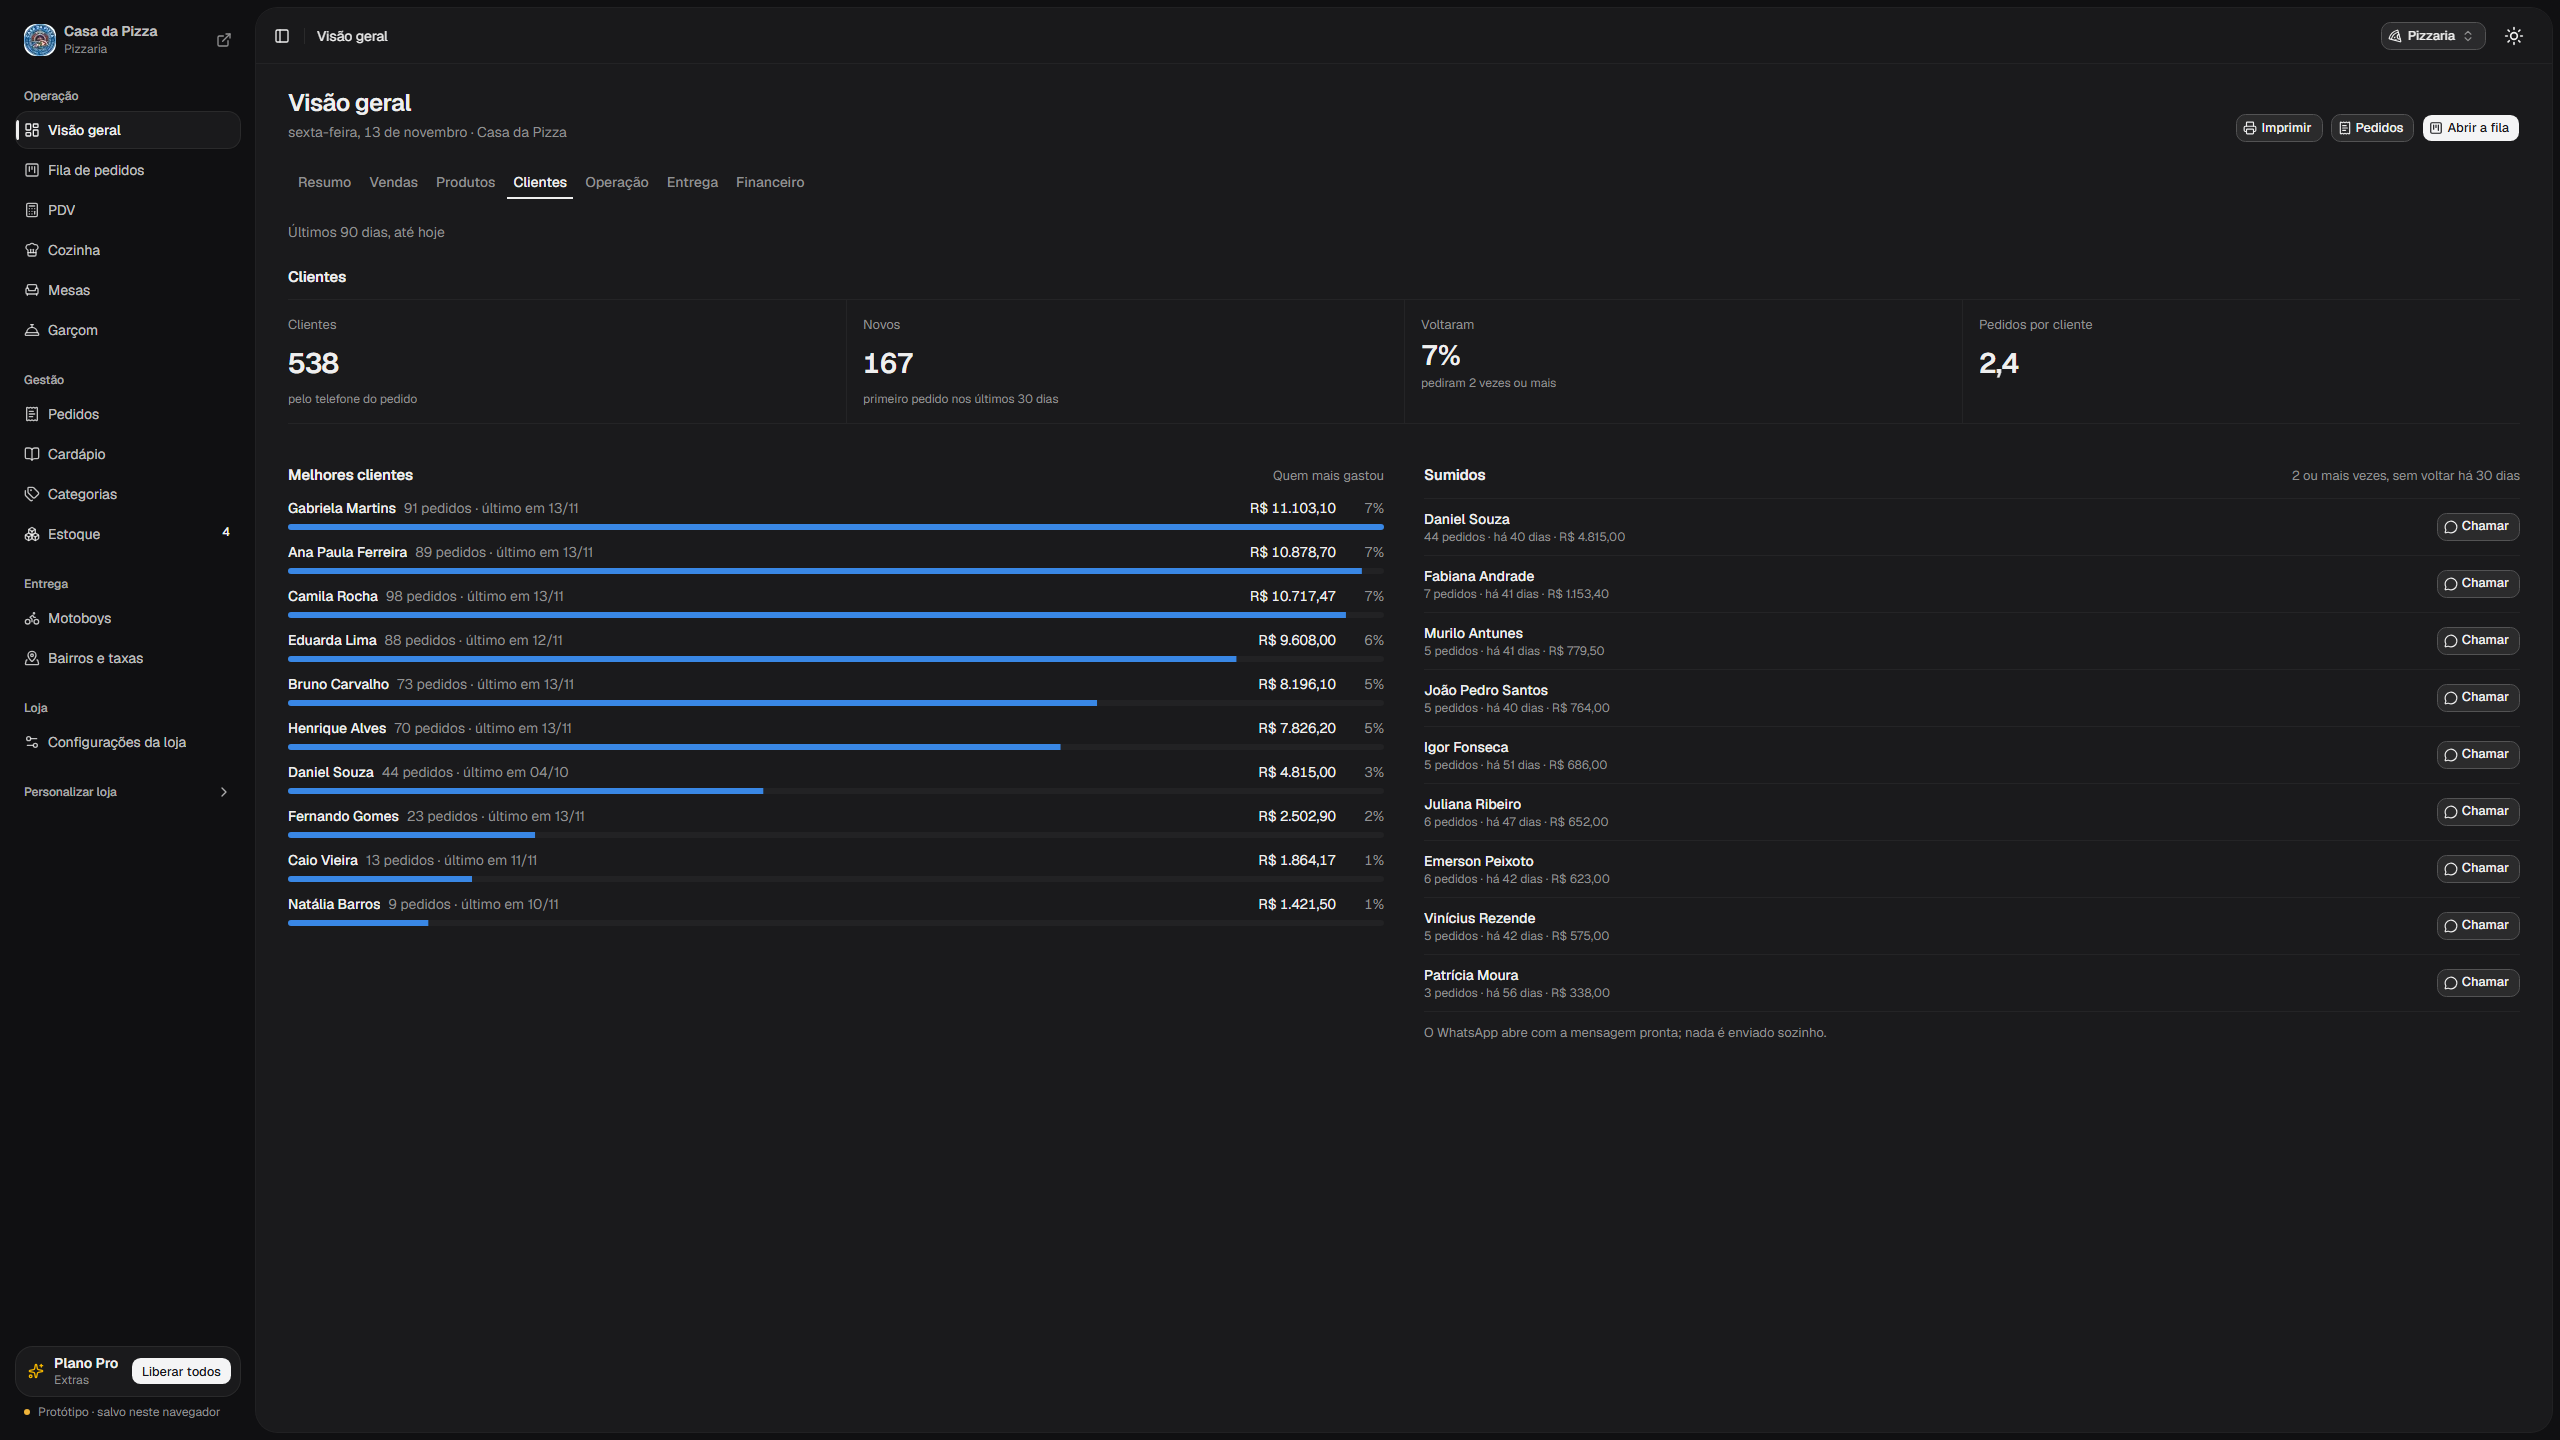 Casa da Pizza
Pizzaria
Operação
Visão geral
Fila de pedidos
PDV
Cozinha
Mesas
Garçom
Gestão
Pedidos
Cardápio
Categorias
Estoque 4
Entrega
Motoboys
Bairros e taxas
Loja
Configurações da loja
Personalizar loja
Plano Pro
Extras
Liberar todos
Protótipo · salvo neste navegador
Visão geral
Pizzaria
Visão geral
sexta-feira, 13 de novembro · Casa da Pizza
Imprimir
Pedidos
Abrir a fila
Resumo Vendas Produtos Clientes Operação Entrega Financeiro
Últimos 90 dias, até hoje
Clientes
Clientes
538
pelo telefone do pedido
Novos
167
primeiro pedido nos últimos 30 dias
Voltaram
7%
pediram 2 vezes ou mais
Pedidos por cliente
2,4
Melhores clientes Quem mais gastou
Gabriela Martins 91 pedidos · último em 13/11 R$ 11.103,10 7%
Ana Paula Ferreira 89 pedidos · último em 13/11 R$ 10.878,70 7%
Camila Rocha 98 pedidos · último em 13/11 R$ 10.717,47 7%
Eduarda Lima 88 pedidos · último em 12/11 R$ 9.608,00 6%
Bruno Carvalho 73 pedidos · último em 13/11 R$ 8.196,10 5%
Henrique Alves 70 pedidos · último em 13/11 R$ 7.826,20 5%
Daniel Souza 44 pedidos · último em 04/10 R$ 4.815,00 3%
Fernando Gomes 23 pedidos · último em 13/11 R$ 2.502,90 2%
Caio Vieira 13 pedidos · último em 11/11 R$ 1.864,17 1%
Natália Barros 9 pedidos · último em 10/11 R$ 1.421,50 1%
Sumidos 2 ou mais vezes, sem voltar há 30 dias
Daniel Souza
44 pedidos · há 40 dias · R$ 4.815,00
Chamar
Fabiana Andrade
7 pedidos · há 41 dias · R$ 1.153,40
Chamar
Murilo Antunes
5 pedidos · há 41 dias · R$ 779,50
Chamar
João Pedro Santos
5 pedidos · há 40 dias · R$ 764,00
Chamar
Igor Fonseca
5 pedidos · há 51 dias · R$ 686,00
Chamar
Juliana Ribeiro
6 pedidos · há 47 dias · R$ 652,00
Chamar
Emerson Peixoto
6 pedidos · há 42 dias · R$ 623,00
Chamar
Vinícius Rezende
5 pedidos · há 42 dias · R$ 575,00
Chamar
Patrícia Moura
3 pedidos · há 56 dias · R$ 338,00
Chamar
O WhatsApp abre com a mensagem pronta; nada é enviado sozinho.